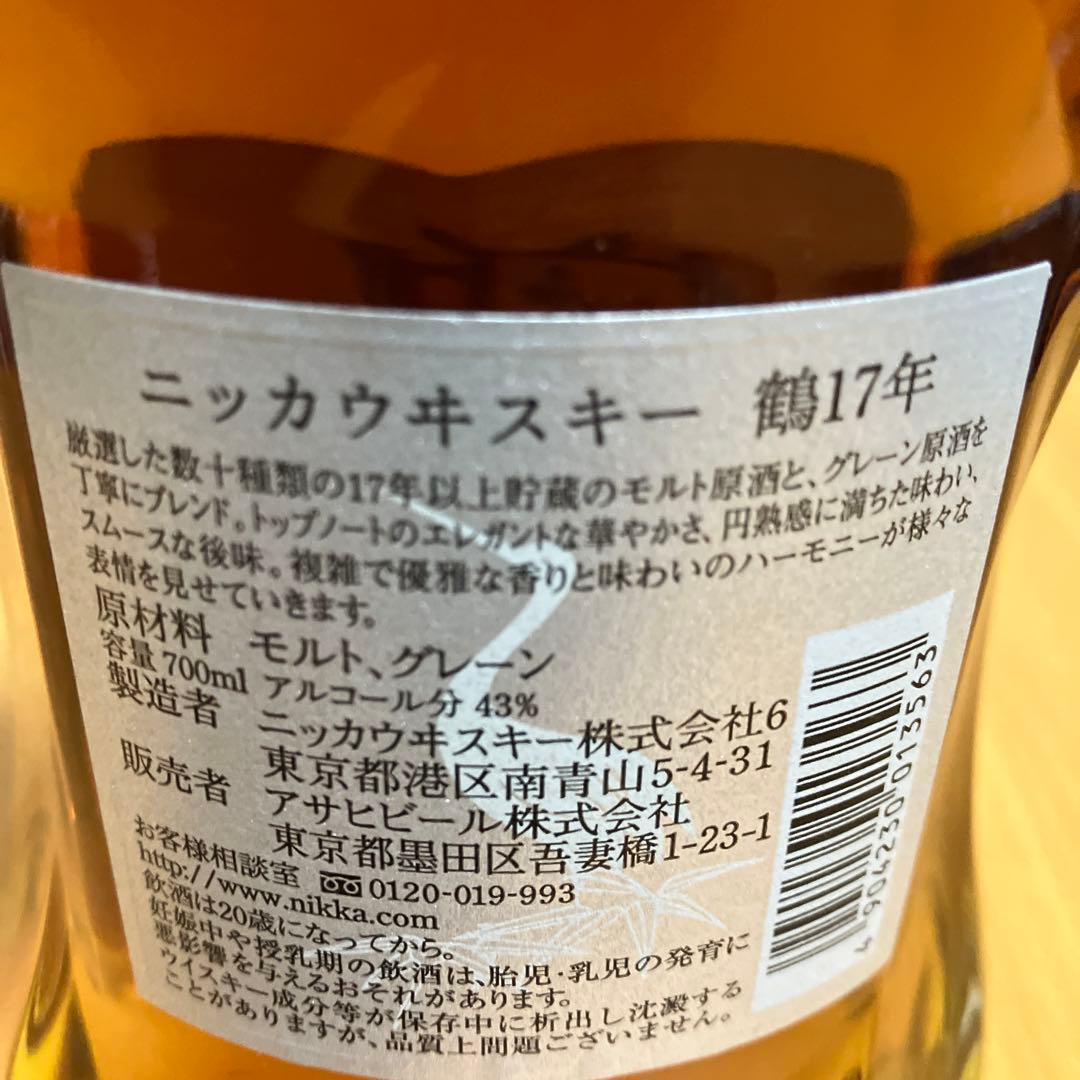 ニッカウヰスキー 鶴17年
厳選した数十種類の17年以上貯蔵のモルト原酒と、グレーン原酒を
丁寧にブレンド。トップノートのエレガントな華やかさ、円熟感に満ちた味わい、
スムースな後味。複雑で優雅な香りと味わいのハーモニーが様々な
表情を見せていきます。
原材料 モルト、グレーン
容量 700ml アルコール分 43%
製造者 ニッカウヰスキー株式会社6
東京都港区南青山5-4-31
販売者 アサヒビール株式会社
東京都墨田区吾妻橋1-23-1
お客様相談室 0120-019-993
http://www.nikka.com
飲酒は20歳になってから。
妊娠中や授乳期の飲酒は、胎児・乳児の発育に
悪影響を与えるおそれがあります。
ウイスキー成分等が保存中に析出し沈澱する
ことがありますが、品質上問題ございません。
4 904230 013563